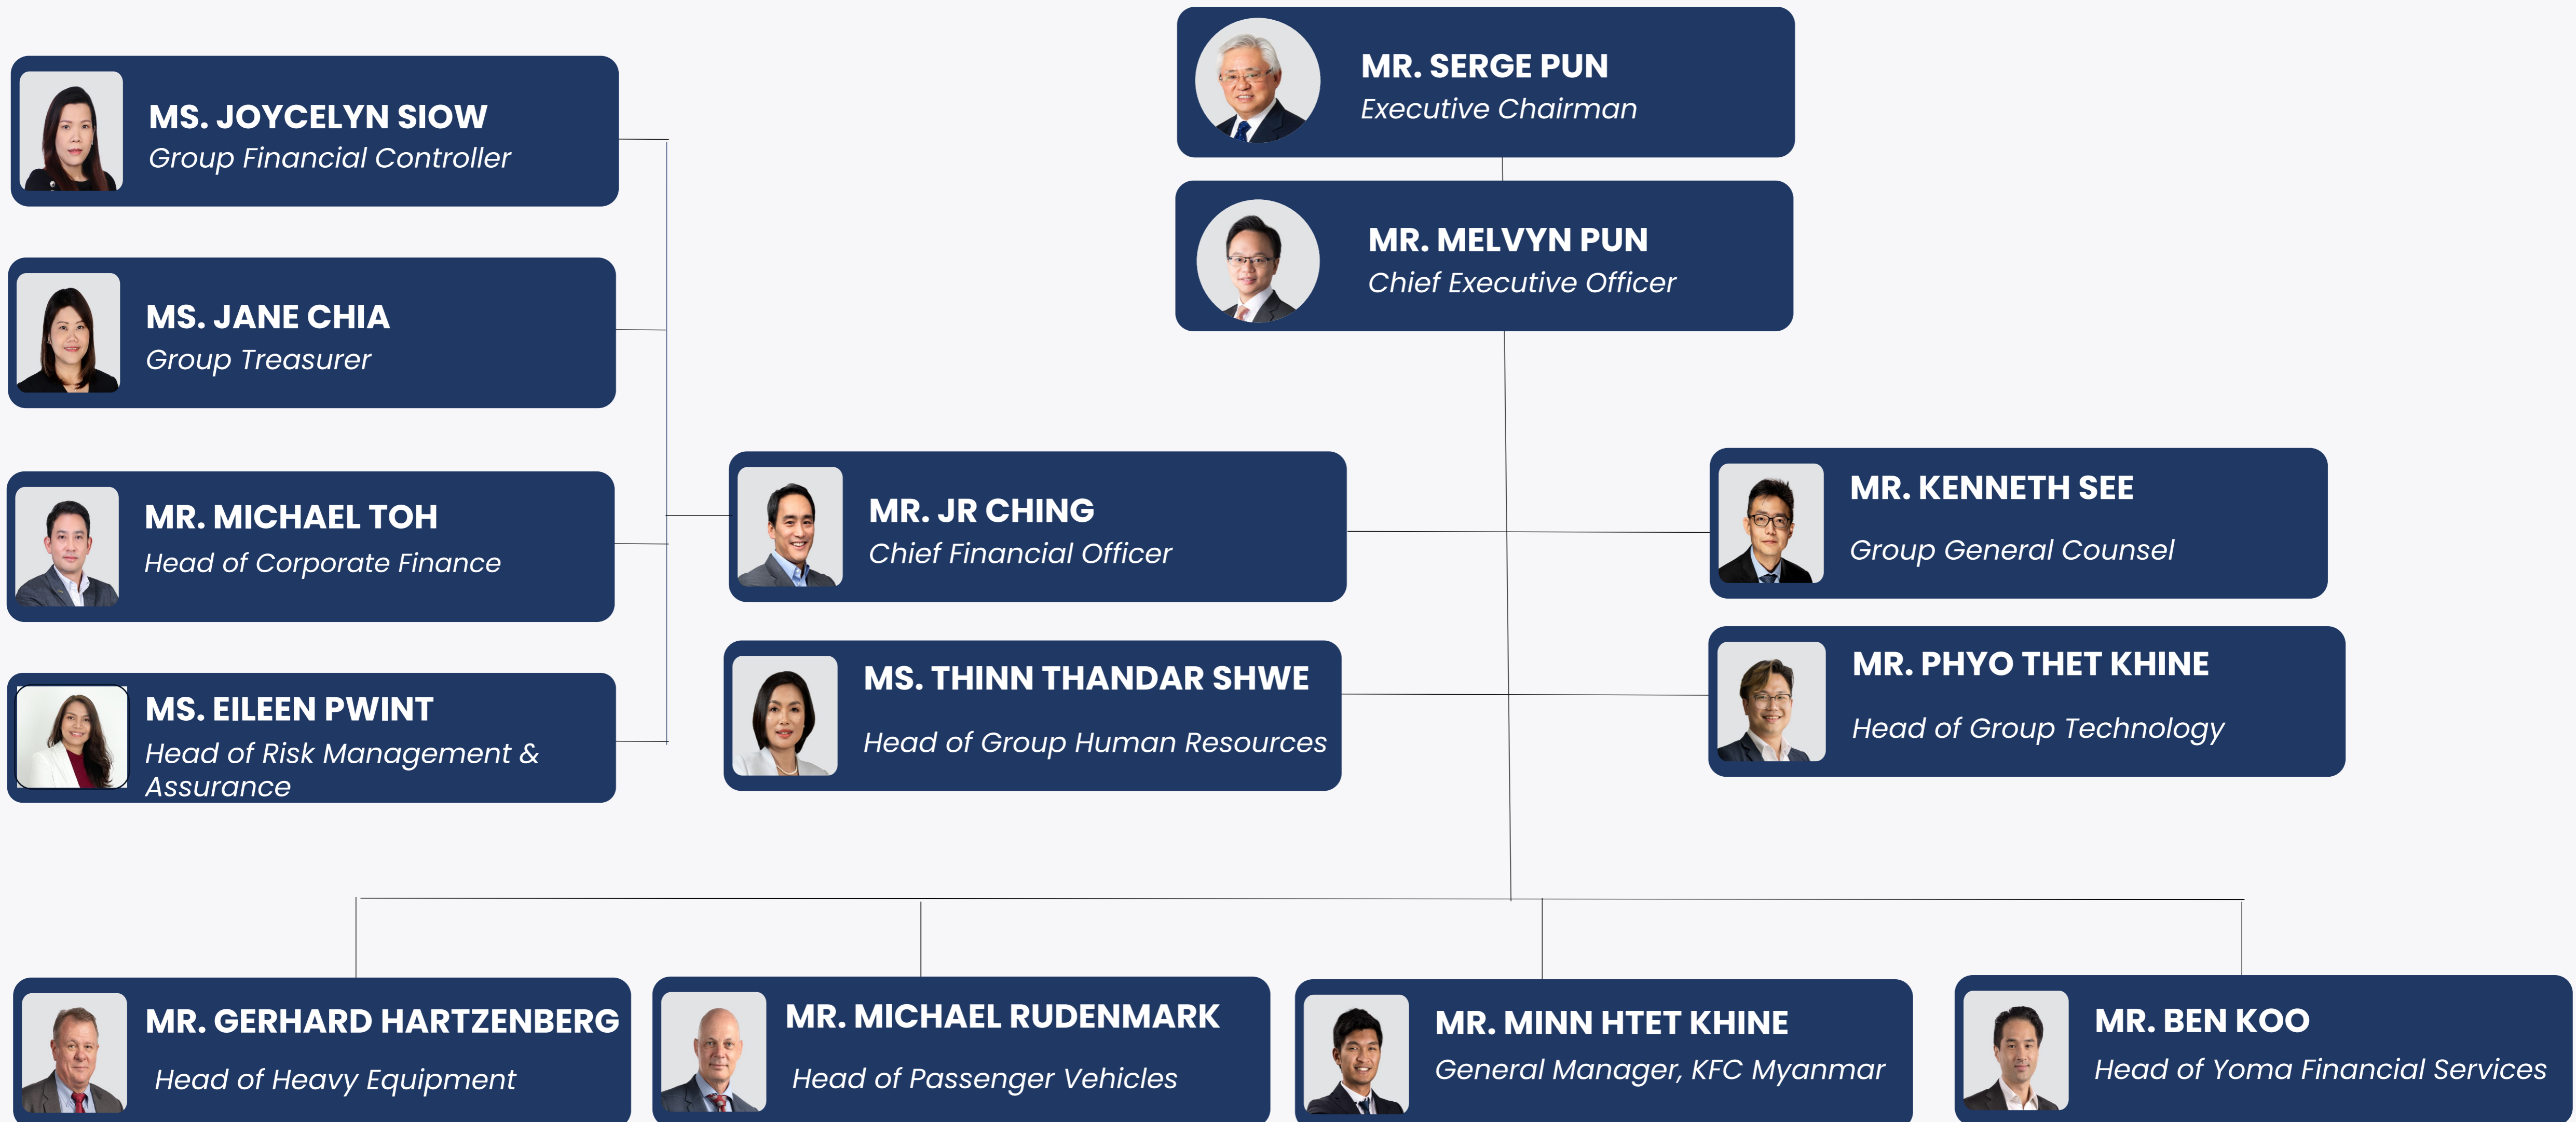 MR. SERGE PUN
Executive Chairman
MR. MELVYN PUN
Chief Executive Officer
MS. JOYCELYN SIOW
Group Financial Controller
MS. JANE CHIA
Group Treasurer
MR. MICHAEL TOH
Head of Corporate Finance
MS. EILEEN PWINT
Head of Risk Management &
Assurance
MR. JR CHING
Chief Financial Officer
MS. THINN THANDAR SHWE
Head of Group Human Resources
MR. KENNETH SEE
Group General Counsel
MR. PHYO THET KHINE
Head of Group Technology
MR. GERHARD HARTZENBERG
Head of Heavy Equipment
MR. MICHAEL RUDENMARK
Head of Passenger Vehicles
MR. MINN HTET KHINE
General Manager, KFC Myanmar
MR. BEN KOO
Head of Yoma Financial Services